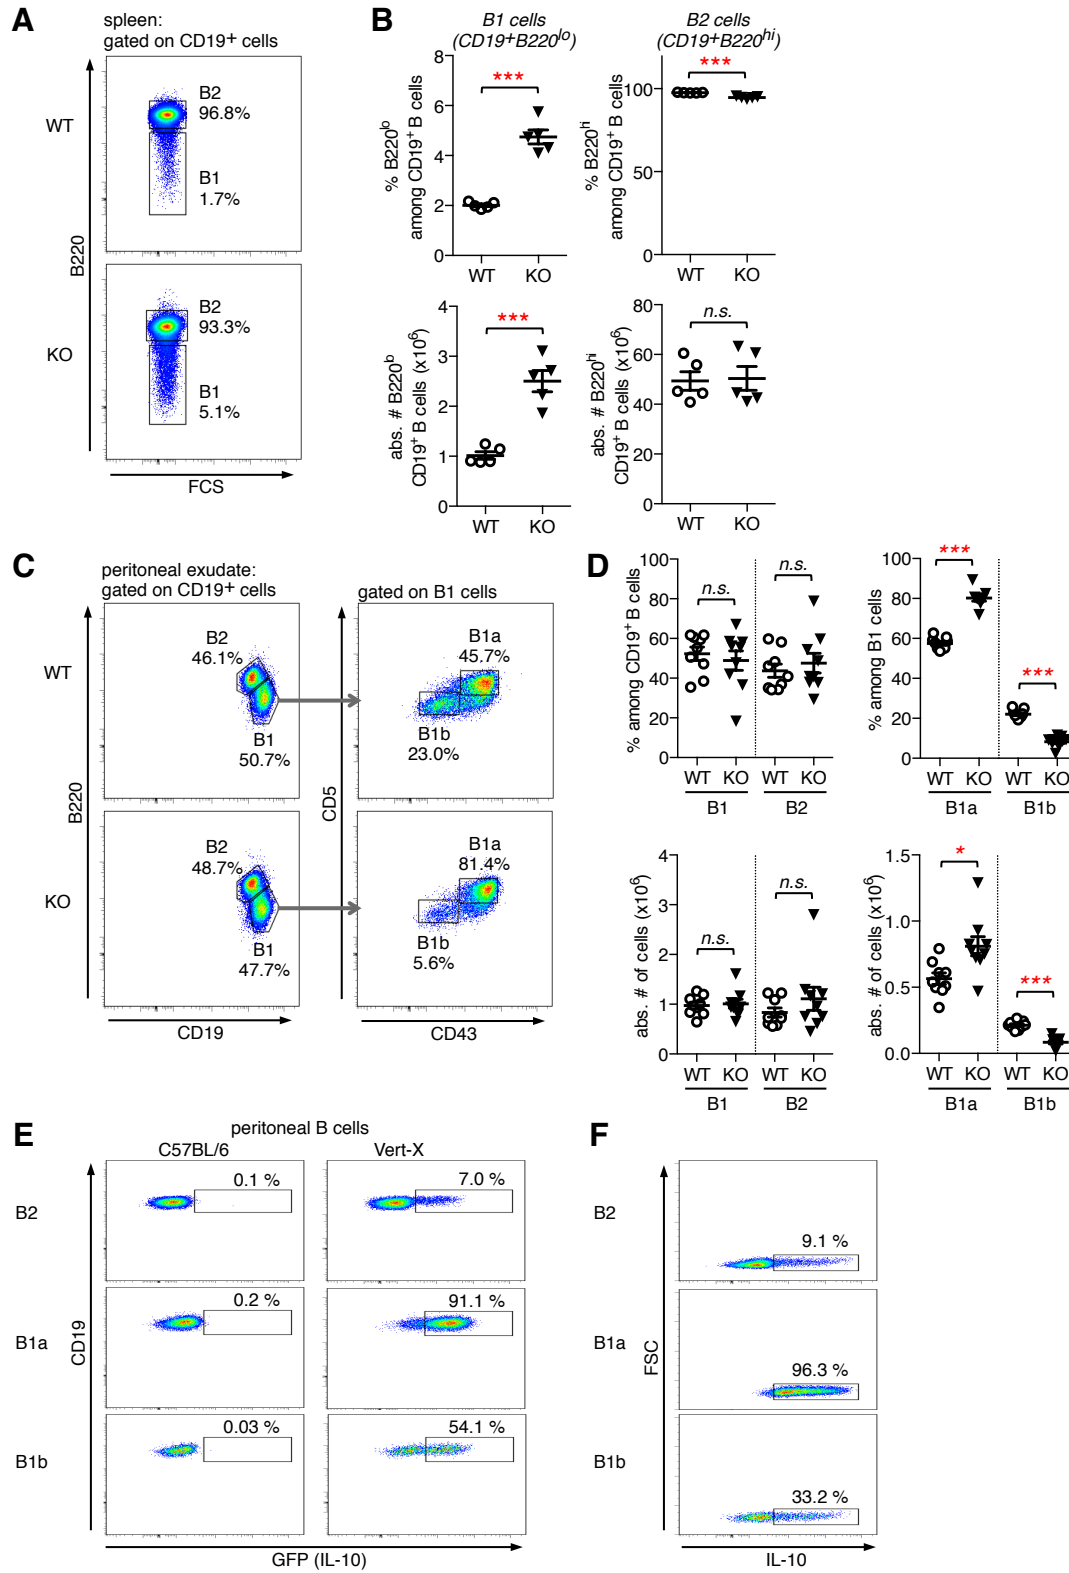 A
spleen:
gated on CD19+ cells
WT
B2
96.8%
B1
1.7%
KO
B2
93.3%
B1
5.1%
B220
FCS
B
B1 cells
(CD19+B220lo)
B2 cells
(CD19+B220hi)
% B220lo
among CD19+ B cells
8
6
4
2
0
***
WT KO
% B220hi
among CD19+ B cells
100
50
0
***
WT KO
abs. # B220lo
CD19+ B cells (x10⁶)
4
3
2
1
0
***
WT KO
abs. # B220hi
CD19+ B cells (x10⁶)
80
60
40
20
0
n.s.
WT KO
C
peritoneal exudate:
gated on CD19+ cells
gated on B1 cells
WT
B2
46.1%
B1
50.7%
B1a
45.7%
B1b
23.0%
KO
B2
48.7%
B1
47.7%
B1a
81.4%
B1b
5.6%
B220
CD5
CD19
CD43
D
% among CD19+ B cells
100
80
60
40
20
0
n.s.
n.s.
WT KO WT KO
B1 B2
% among B1 cells
100
80
60
40
20
0
***
***
WT KO WT KO
B1a B1b
abs. # of cells (x10⁶)
4
3
2
1
0
n.s.
n.s.
WT KO WT KO
B1 B2
abs. # of cells (x10⁶)
1.5
1.0
0.5
0.0
*
***
WT KO WT KO
B1a B1b
E
peritoneal B cells
C57BL/6 Vert-X
B2
0.1 %
7.0 %
B1a
0.2 %
91.1 %
B1b
0.03 %
54.1 %
CD19
GFP (IL-10)
F
B2
9.1 %
B1a
96.3 %
B1b
33.2 %
FSC
IL-10